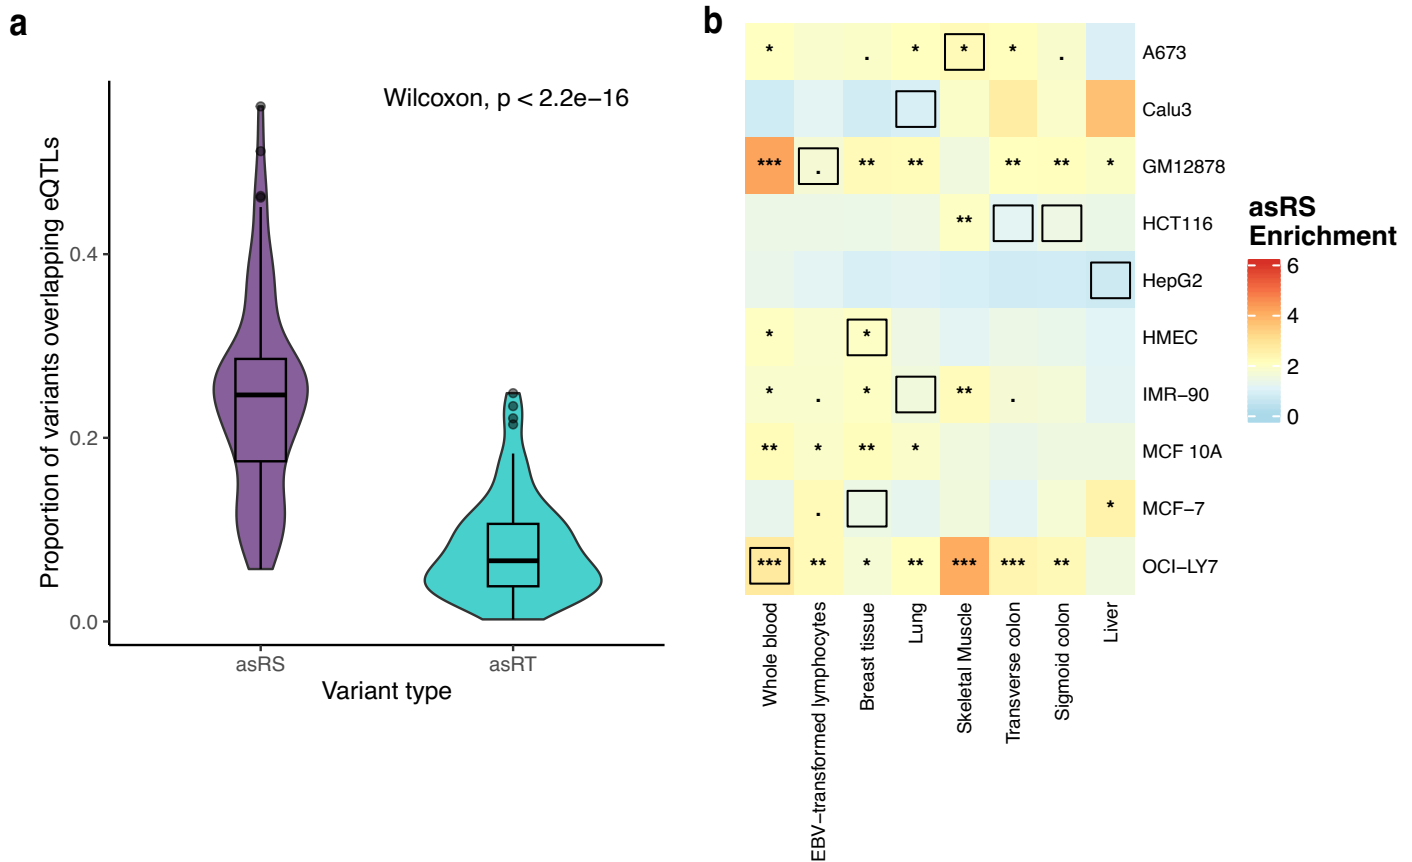 a
Wilcoxon, p < 2.2e−16
Proportion of variants overlapping eQTLs
0.4
0.2
0.0
asRS
asRT
Variant type
b
* . * * * . A673
Calu3
*** . ** ** ** ** * GM12878
** HCT116
HepG2
* * HMEC
* . * ** . IMR−90
** * ** * MCF 10A
. * MCF−7
*** ** * ** *** *** ** OCI−LY7
Whole blood
EBV−transformed lymphocytes
Breast tissue
Lung
Skeletal Muscle
Transverse colon
Sigmoid colon
Liver
asRS
Enrichment
6
4
2
0